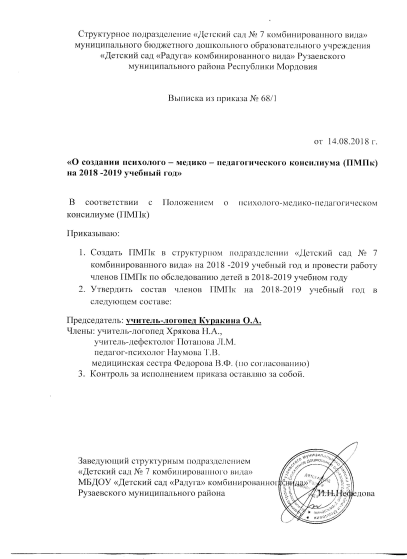 Структурное подразделение «Детский сад № 7 комбинированного вида»
муниципального бюджетного дошкольного образовательного учреждения
«Детский сад «Радуга» комбинированного вида» Рузаевского
муниципального района Республики Мордовия
Выписка из приказа № 68/1
от 14.08.2018 г.
«О создании психолого – медико – педагогического консилиума (ПМПк)
на 2018 -2019 учебный год»
В соответствии с Положением о психолого-медико-педагогическом
консилиуме (ПМПк)
Приказываю:
1. Создать ПМПк в структурном подразделении «Детский сад № 7
комбинированного вида» на 2018 -2019 учебный год и провести работу
членов ПМПк по обследованию детей в 2018-2019 учебном году
2. Утвердить состав членов ПМПк на 2018-2019 учебный год в
следующем составе:
Председатель: учитель-логопед Куракина О.А.
Члены: учитель-логопед Хрякова Н.А.,
учитель-дефектолог Потапова Л.М.
педагог-психолог Наумова Т.В.
медицинская сестра Федорова В.Ф. (по согласованию)
3. Контроль за исполнением приказа оставляю за собой.
Заведующий структурным подразделением
«Детский сад № 7 комбинированного вида»
МБДОУ «Детский сад «Радуга» комбинированного вида»
Рузаевского муниципального района И.Н.Нефедова